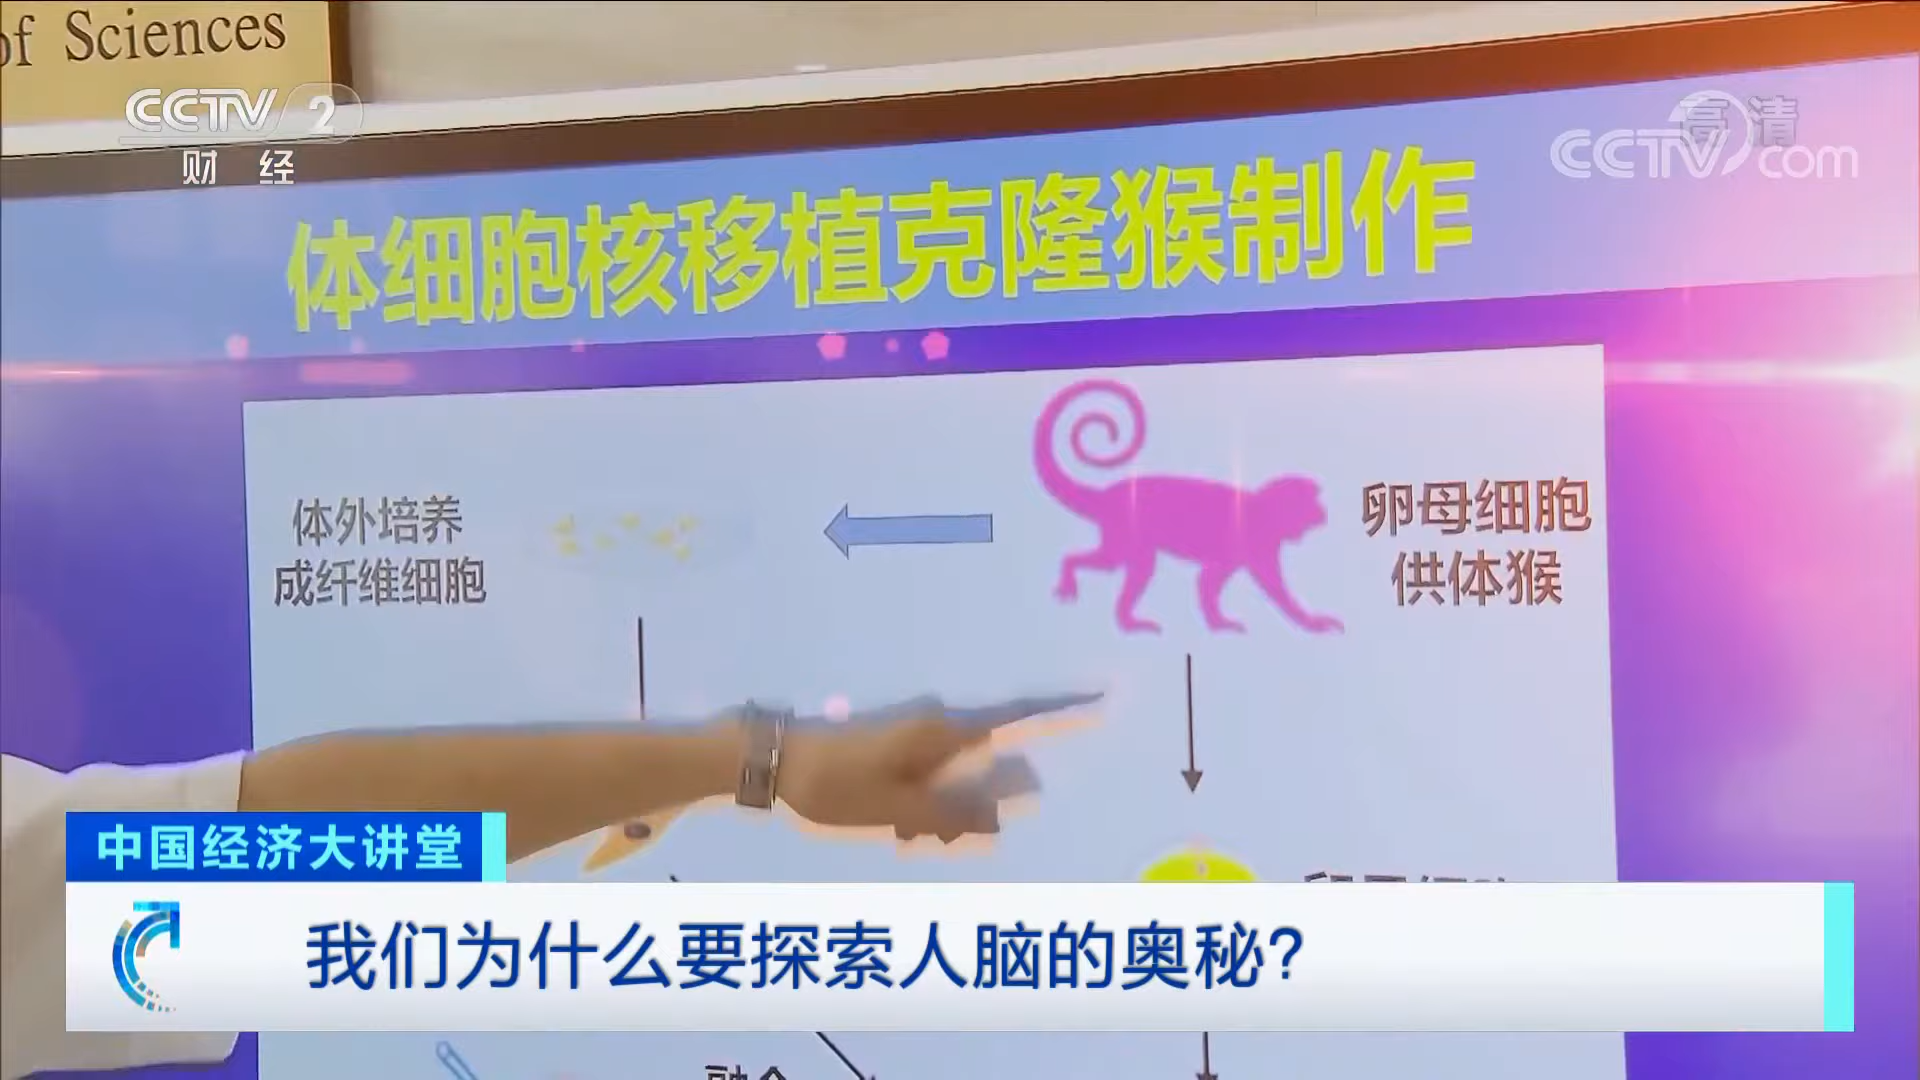 of Sciences
CCTV 2
财 经
高清
CCTV com
体细胞核移植克隆猴制作
体外培养
成纤维细胞
卵母细胞
供体猴
中国经济大讲堂
我们为什么要探索人脑的奥秘?